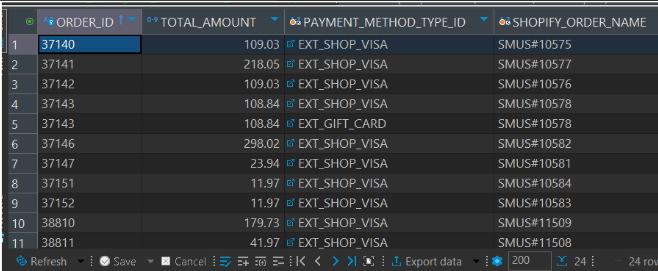 ORDER_ID TOTAL_AMOUNT PAYMENT_METHOD_TYPE_ID SHOPIFY_ORDER_NAME
1 37140 109.03 EXT_SHOP_VISA SMUS#10575
2 37141 218.05 EXT_SHOP_VISA SMUS#10577
3 37142 109.03 EXT_SHOP_VISA SMUS#10576
4 37143 108.84 EXT_SHOP_VISA SMUS#10578
5 37143 108.84 EXT_GIFT_CARD SMUS#10578
6 37146 298.02 EXT_SHOP_VISA SMUS#10582
7 37147 23.94 EXT_SHOP_VISA SMUS#10581
8 37151 11.97 EXT_SHOP_VISA SMUS#10584
9 37152 11.97 EXT_SHOP_VISA SMUS#10583
10 38810 179.73 EXT_SHOP_VISA SMUS#11509
11 38811 41.97 EXT_SHOP_VISA SMUS#11508
Refresh Save Cancel Export data 200 24 24 row